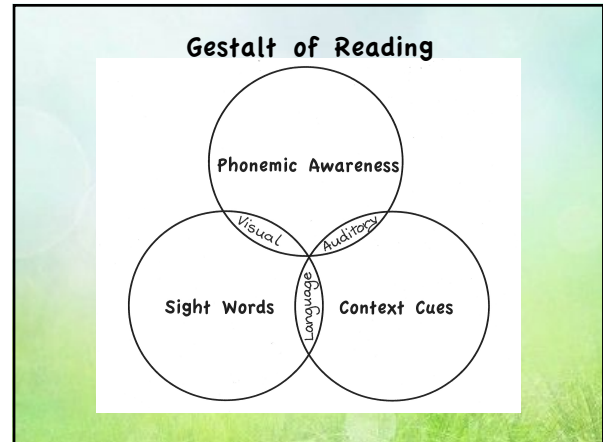 Gestalt of Reading
Phonemic Awareness
Visual
Auditory
Language
Sight Words
Context Cues